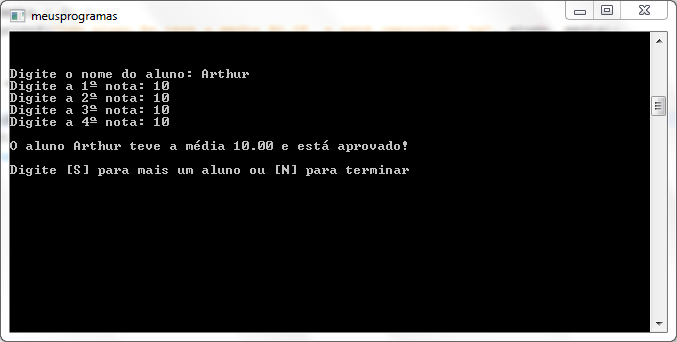 meusprogramas
Digite o nome do aluno: Arthur
Digite a 1ª nota: 10
Digite a 2ª nota: 10
Digite a 3ª nota: 10
Digite a 4ª nota: 10
O aluno Arthur teve a média 10.00 e está aprovado!
Digite [S] para mais um aluno ou [N] para terminar